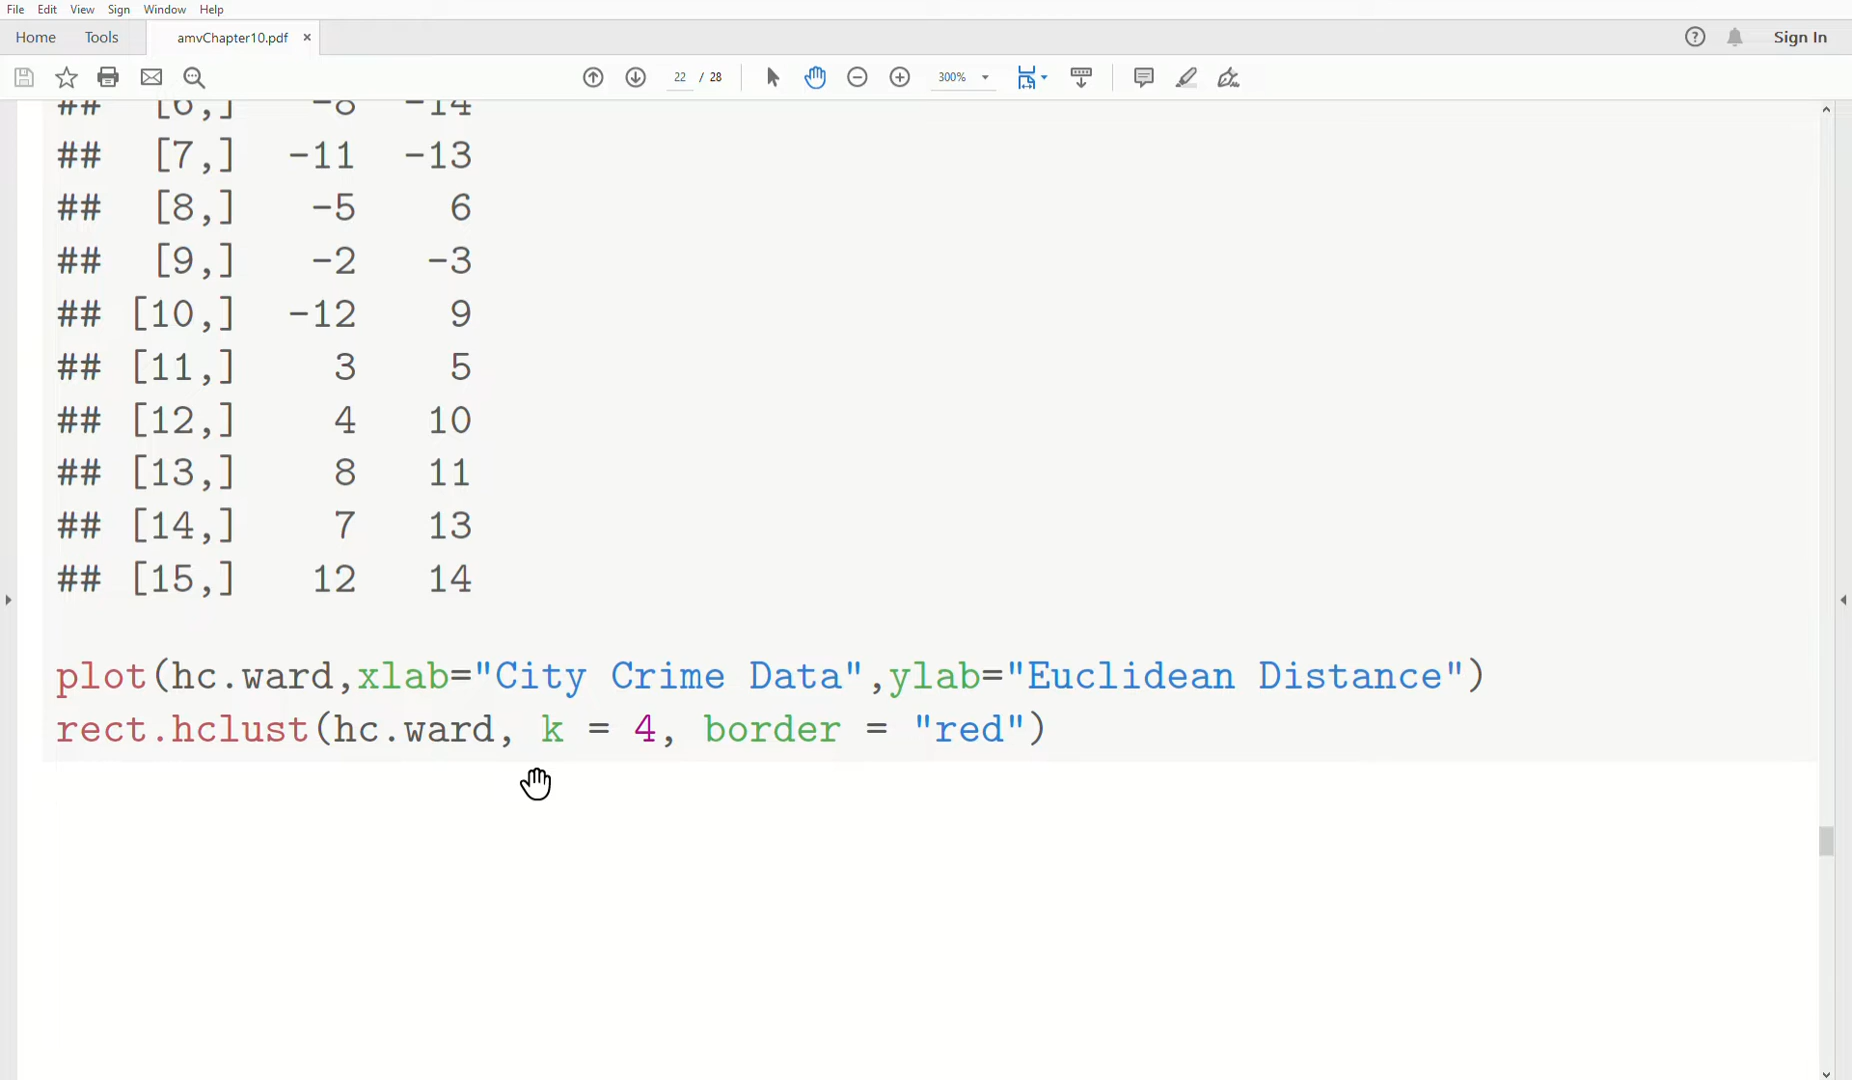 File Edit View Sign Window Help
Home Tools amvChapter10.pdf × Sign In
22 / 28 300%
## [6,] -8 -14
## [7,] -11 -13
## [8,] -5 6
## [9,] -2 -3
## [10,] -12 9
## [11,] 3 5
## [12,] 4 10
## [13,] 8 11
## [14,] 7 13
## [15,] 12 14
plot(hc.ward,xlab="City Crime Data",ylab="Euclidean Distance")
rect.hclust(hc.ward, k = 4, border = "red")